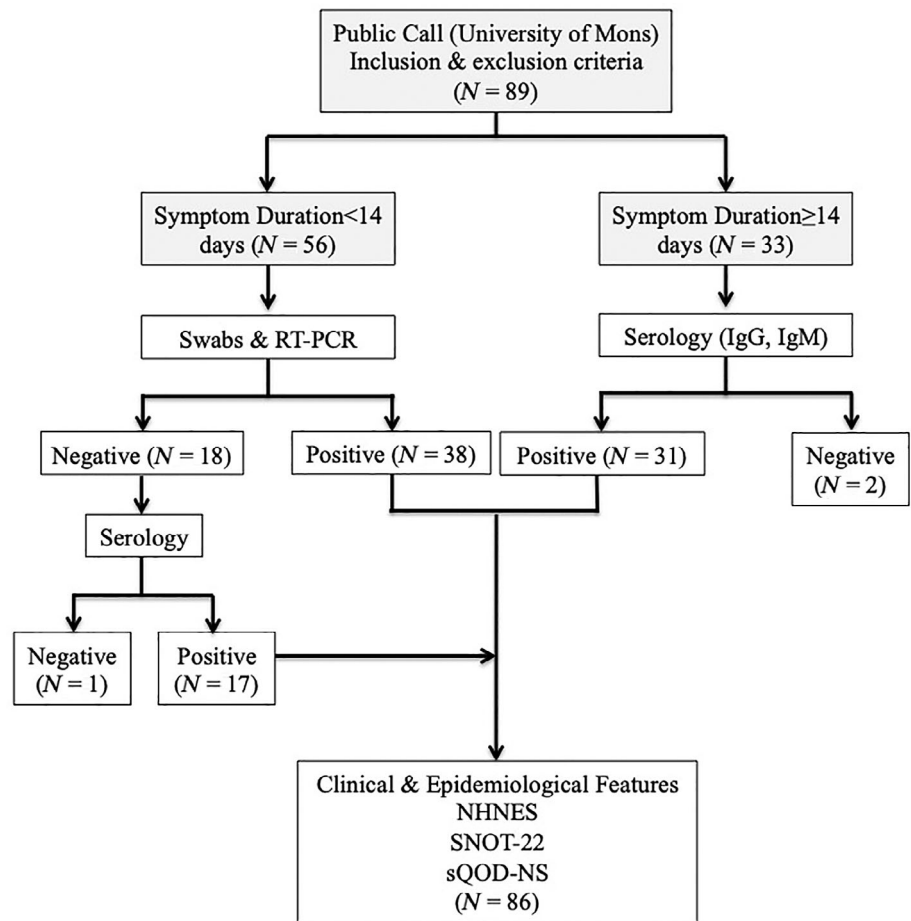 Public Call (University of Mons)
Inclusion & exclusion criteria
(N = 89)
Symptom Duration<14
days (N = 56)
Symptom Duration≥14
days (N = 33)
Swabs & RT-PCR
Serology (IgG, IgM)
Negative (N = 18)
Positive (N = 38)
Positive (N = 31)
Negative
(N = 2)
Serology
Negative
(N = 1)
Positive
(N = 17)
Clinical & Epidemiological Features
NHNES
SNOT-22
sQOD-NS
(N = 86)